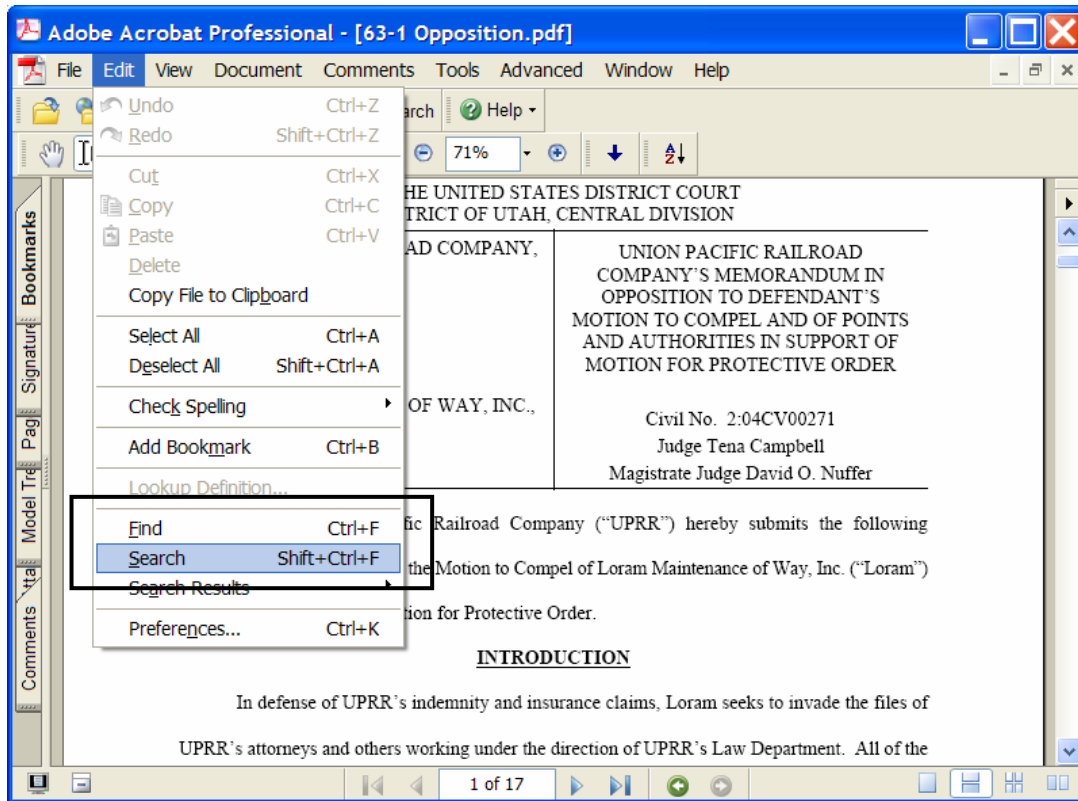 Adobe Acrobat Professional - [63-1 Opposition.pdf]
File Edit View Document Comments Tools Advanced Window Help
Undo Ctrl+Z
Help
Redo Shift+Ctrl+Z
71%
Cut Ctrl+X
Copy Ctrl+C
Paste Ctrl+V
Delete
Copy File to Clipboard
Select All Ctrl+A
Deselect All Shift+Ctrl+A
Check Spelling
Add Bookmark Ctrl+B
Lookup Definition...
Find Ctrl+F
Search Shift+Ctrl+F
Search Results
Preferences... Ctrl+K
Bookmarks
Signature
Pag
Model Tre
Comments
HE UNITED STATES DISTRICT COURT
TRICT OF UTAH, CENTRAL DIVISION
AD COMPANY,
OF WAY, INC.,
UNION PACIFIC RAILROAD
COMPANY'S MEMORANDUM IN
OPPOSITION TO DEFENDANT'S
MOTION TO COMPEL AND OF POINTS
AND AUTHORITIES IN SUPPORT OF
MOTION FOR PROTECTIVE ORDER
Civil No. 2:04CV00271
Judge Tena Campbell
Magistrate Judge David O. Nuffer
fic Railroad Company (“UPRR”) hereby submits the following
the Motion to Compel of Loram Maintenance of Way, Inc. (“Loram”)
tion for Protective Order.
INTRODUCTION
In defense of UPRR's indemnity and insurance claims, Loram seeks to invade the files of
UPRR's attorneys and others working under the direction of UPRR's Law Department. All of the
1 of 17